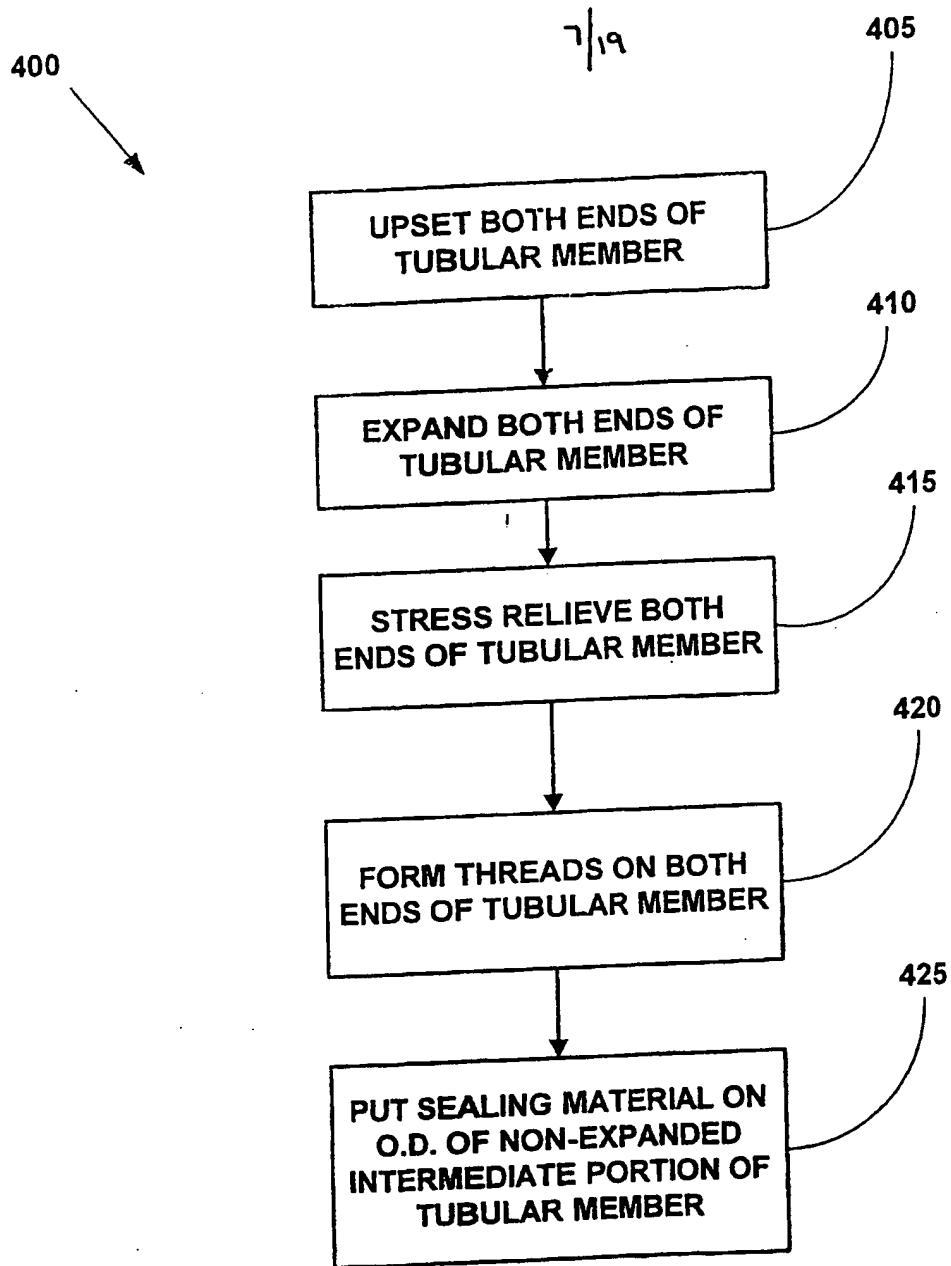 7/19
400
405
UPSET BOTH ENDS OF
TUBULAR MEMBER
410
EXPAND BOTH ENDS OF
TUBULAR MEMBER
415
STRESS RELIEVE BOTH
ENDS OF TUBULAR MEMBER
420
FORM THREADS ON BOTH
ENDS OF TUBULAR MEMBER
425
PUT SEALING MATERIAL ON
O.D. OF NON-EXPANDED
INTERMEDIATE PORTION OF
TUBULAR MEMBER